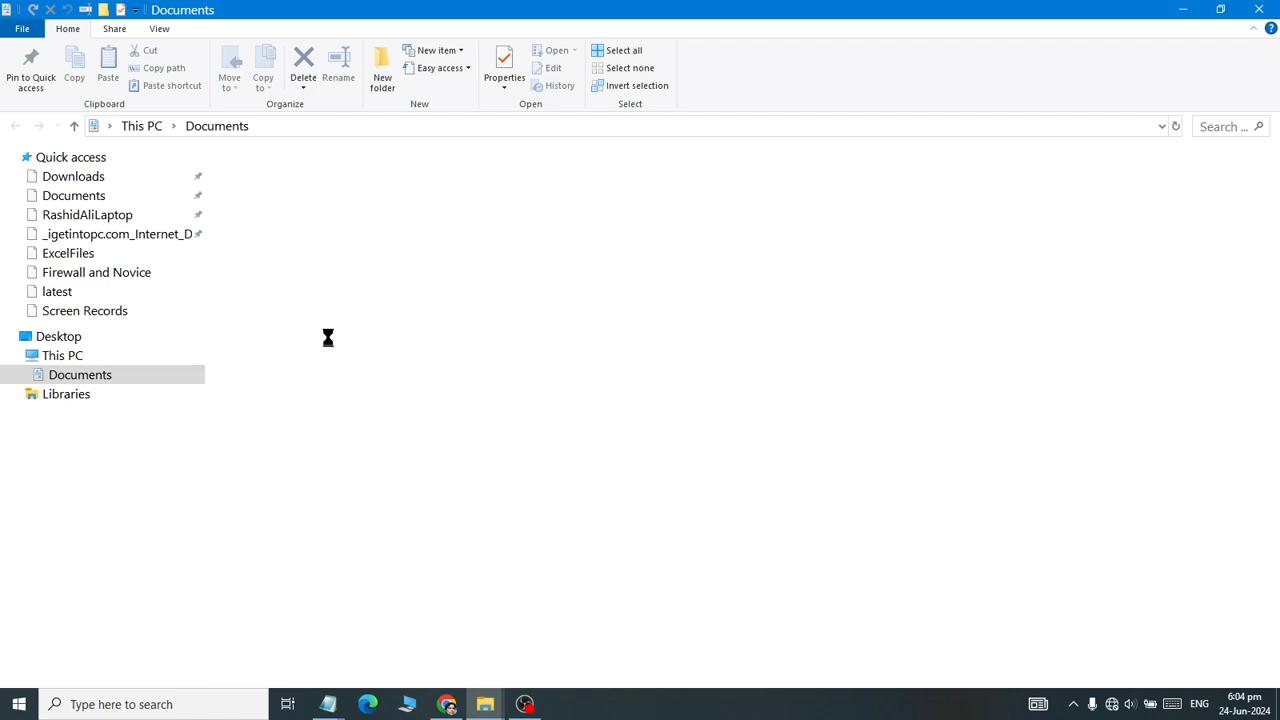 Documents
File
Home
Share
View
Pin to Quick access
Copy
Paste
Cut
Copy path
Paste shortcut
Clipboard
Move to
Copy to
Delete
Rename
Organize
New folder
New item
Easy access
New
Properties
Open
Edit
History
Open
Select all
Select none
Invert selection
Select
This PC
Documents
Search ...
Quick access
Downloads
Documents
RashidAliLaptop
_igetintopc.com_Internet_D
ExcelFiles
Firewall and Novice
latest
Screen Records
Desktop
This PC
Documents
Libraries
Type here to search
ENG
6:04 pm
24-Jun-2024